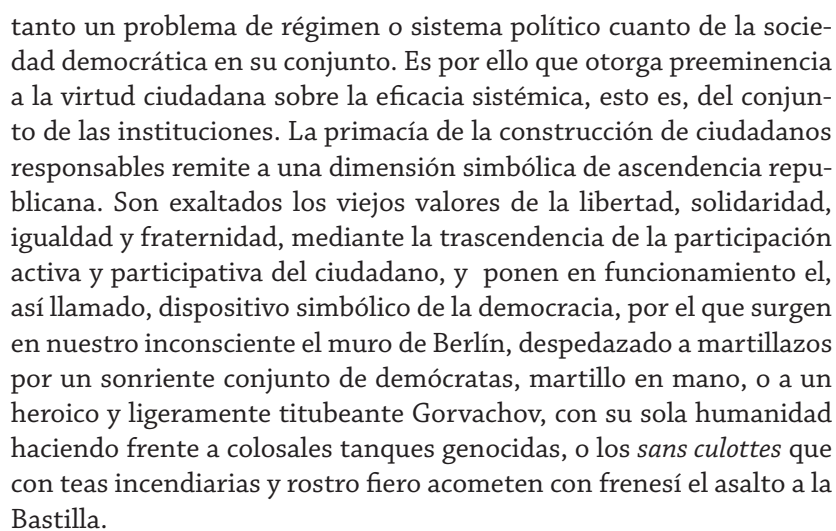 tanto un problema de régimen o sistema político cuanto de la socie-
dad democrática en su conjunto. Es por ello que otorga preeminencia
a la virtud ciudadana sobre la eficacia sistémica, esto es, del conjun-
to de las instituciones. La primacía de la construcción de ciudadanos
responsables remite a una dimensión simbólica de ascendencia repu-
blicana. Son exaltados los viejos valores de la libertad, solidaridad,
igualdad y fraternidad, mediante la trascendencia de la participación
activa y participativa del ciudadano, y  ponen en funcionamiento el,
así llamado, dispositivo simbólico de la democracia, por el que surgen
en nuestro inconsciente el muro de Berlín, despedazado a martillazos
por un sonriente conjunto de demócratas, martillo en mano, o a un
heroico y ligeramente titubeante Gorvachov, con su sola humanidad
haciendo frente a colosales tanques genocidas, o los sans culottes que
con teas incendiarias y rostro fiero acometen con frenesí el asalto a la
Bastilla.